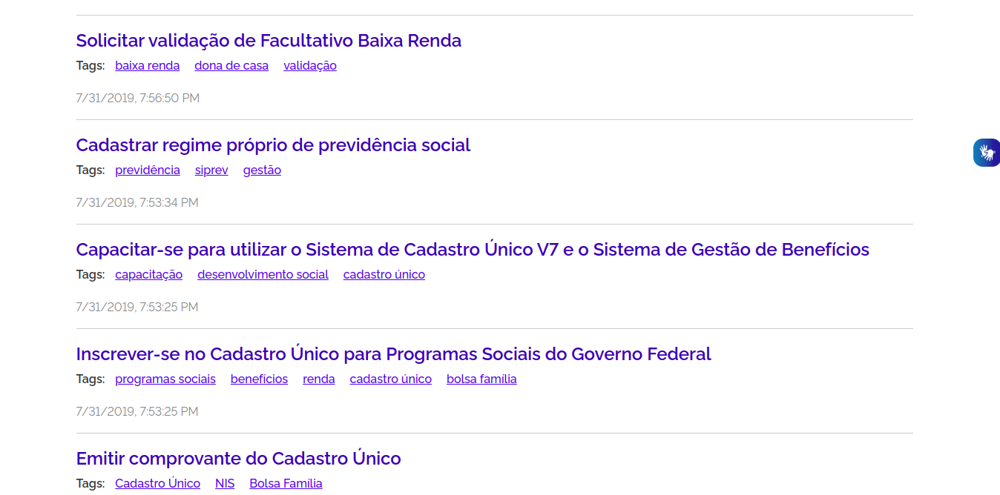 Solicitar validação de Facultativo Baixa Renda
Tags: baixa renda dona de casa validação
7/31/2019, 7:56:50 PM
Cadastrar regime próprio de previdência social
Tags: previdência siprev gestão
7/31/2019, 7:53:34 PM
Capacitar-se para utilizar o Sistema de Cadastro Único V7 e o Sistema de Gestão de Benefícios
Tags: capacitação desenvolvimento social cadastro único
7/31/2019, 7:53:25 PM
Inscrever-se no Cadastro Único para Programas Sociais do Governo Federal
Tags: programas sociais benefícios renda cadastro único bolsa família
7/31/2019, 7:53:25 PM
Emitir comprovante do Cadastro Único
Tags: Cadastro Único NIS Bolsa Família